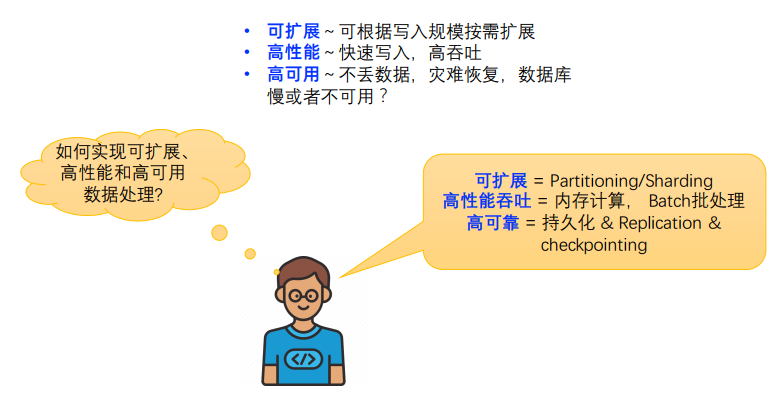 • 可扩展～可根据写入规模按需扩展
• 高性能～快速写入，高吞吐
• 高可用～不丢数据，灾难恢复，数据库
慢或者不可用？
如何实现可扩展、
高性能和高可用
数据处理?
可扩展 = Partitioning/Sharding
高性能吞吐 = 内存计算， Batch批处理
高可靠 = 持久化 & Replication &
checkpointing